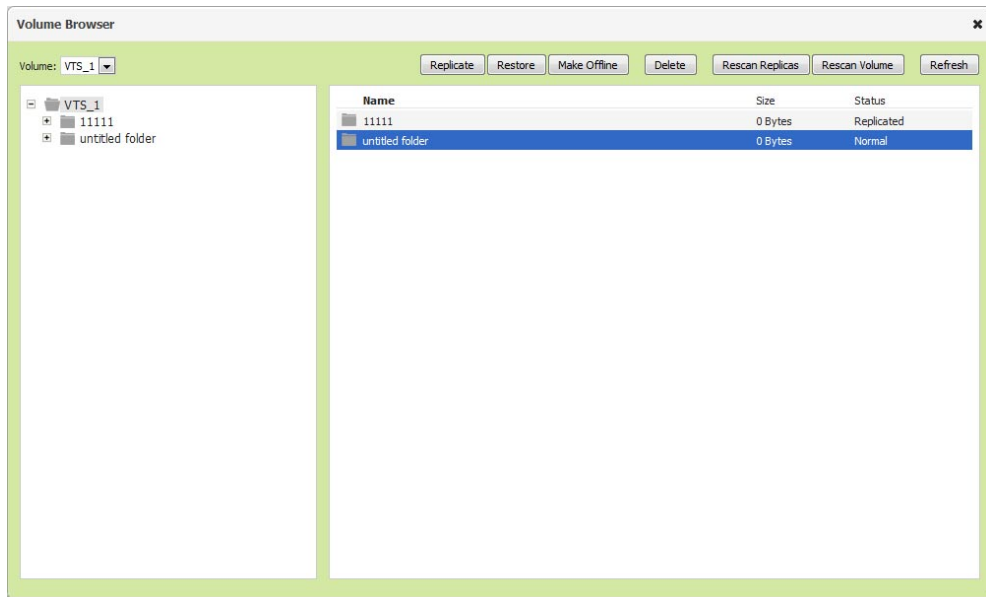 Volume Browser
Volume: VTS_1 Replicate Restore Make Offline Delete Rescan Replicas Rescan Volume Refresh
VTS_1
11111
untitled folder
Name Size Status
11111 0 Bytes Replicated
untitled folder 0 Bytes Normal